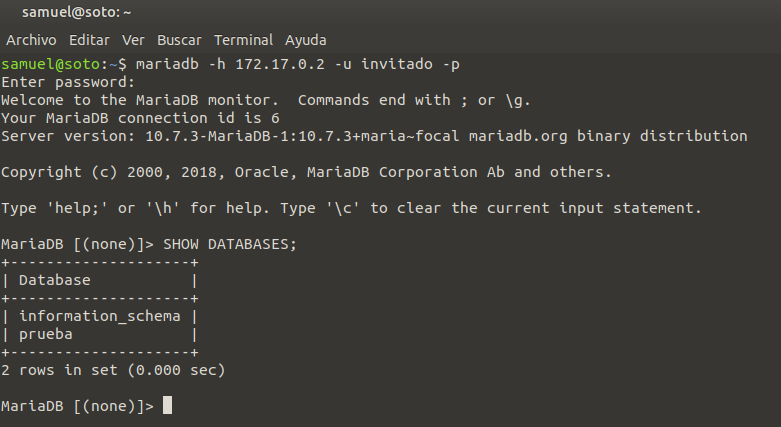 samuel@soto: ~
Archivo Editar Ver Buscar Terminal Ayuda
samuel@soto:~$ mariadb -h 172.17.0.2 -u invitado -p
Enter password:
Welcome to the MariaDB monitor.  Commands end with ; or \g.
Your MariaDB connection id is 6
Server version: 10.7.3-MariaDB-1:10.7.3+maria~focal mariadb.org binary distribution
Copyright (c) 2000, 2018, Oracle, MariaDB Corporation Ab and others.
Type 'help;' or '\h' for help. Type '\c' to clear the current input statement.
MariaDB [(none)]> SHOW DATABASES;
+--------------------+
| Database           |
+--------------------+
| information_schema |
| prueba             |
+--------------------+
2 rows in set (0.000 sec)
MariaDB [(none)]>